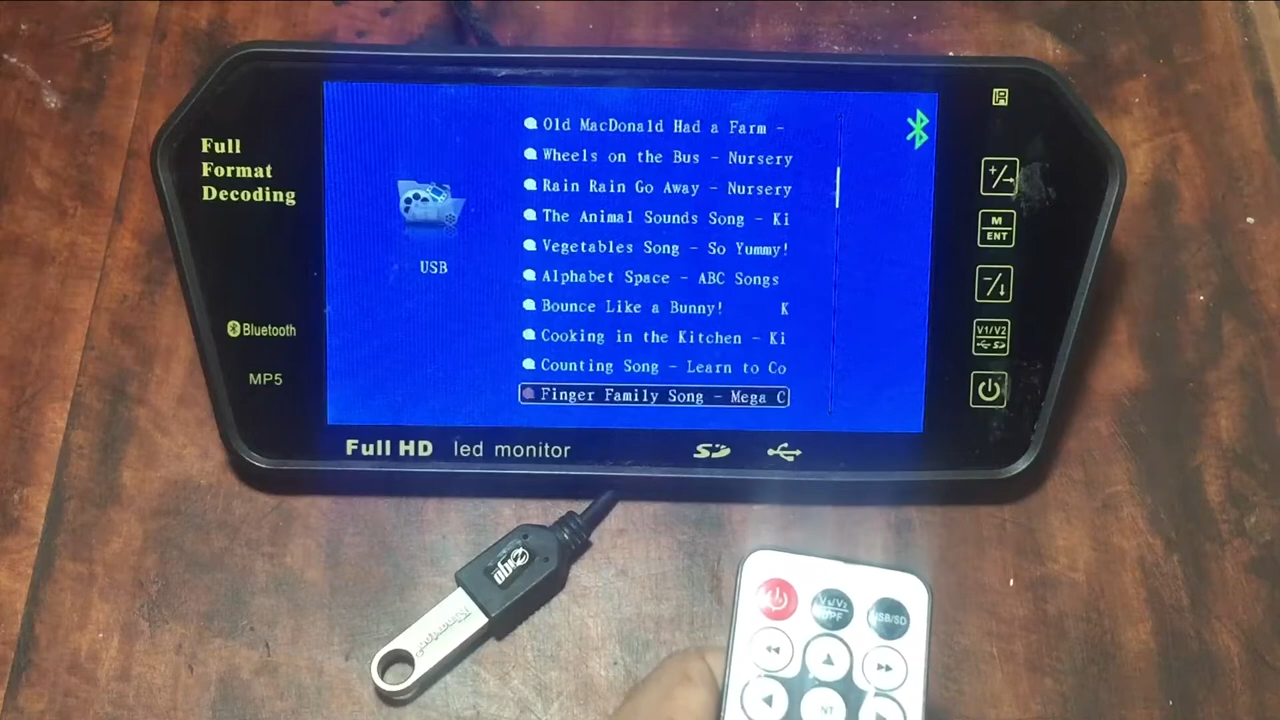 Full
Format
Decoding
Bluetooth
MP5
USB
Old MacDonald Had a Farm -
Wheels on the Bus - Nursery
Rain Rain Go Away - Nursery
The Animal Sounds Song - Ki
Vegetables Song - So Yummy!
Alphabet Space - ABC Songs
Bounce Like a Bunny! K
Cooking in the Kitchen - Ki
Counting Song - Learn to Co
Finger Family Song - Mega C
+/→
M
ENT
-/↓
V1/V2
SD
Full HD led monitor
SD
USB/SD